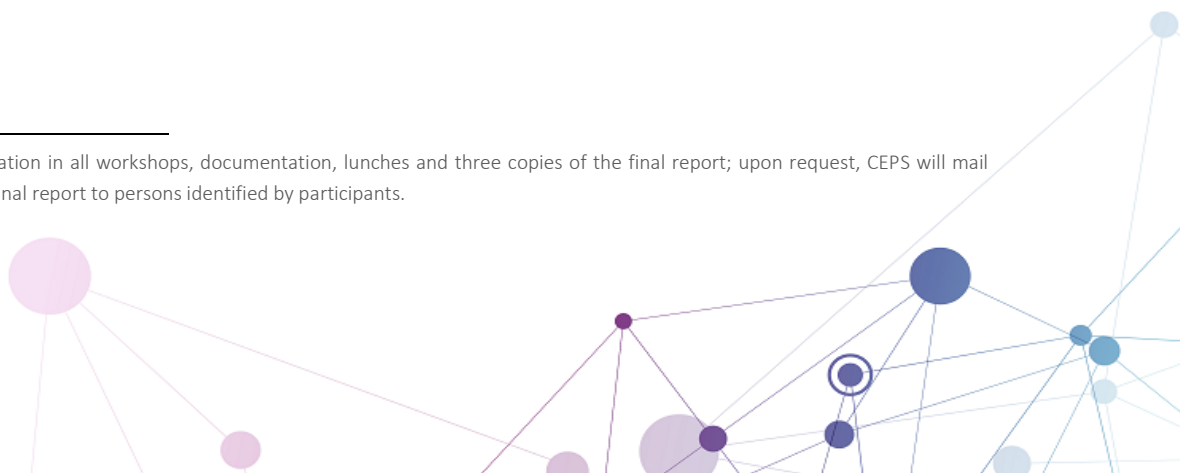 ation in all workshops, documentation, lunches and three copies of the final report; upon request, CEPS will mail
nal report to persons identified by participants.